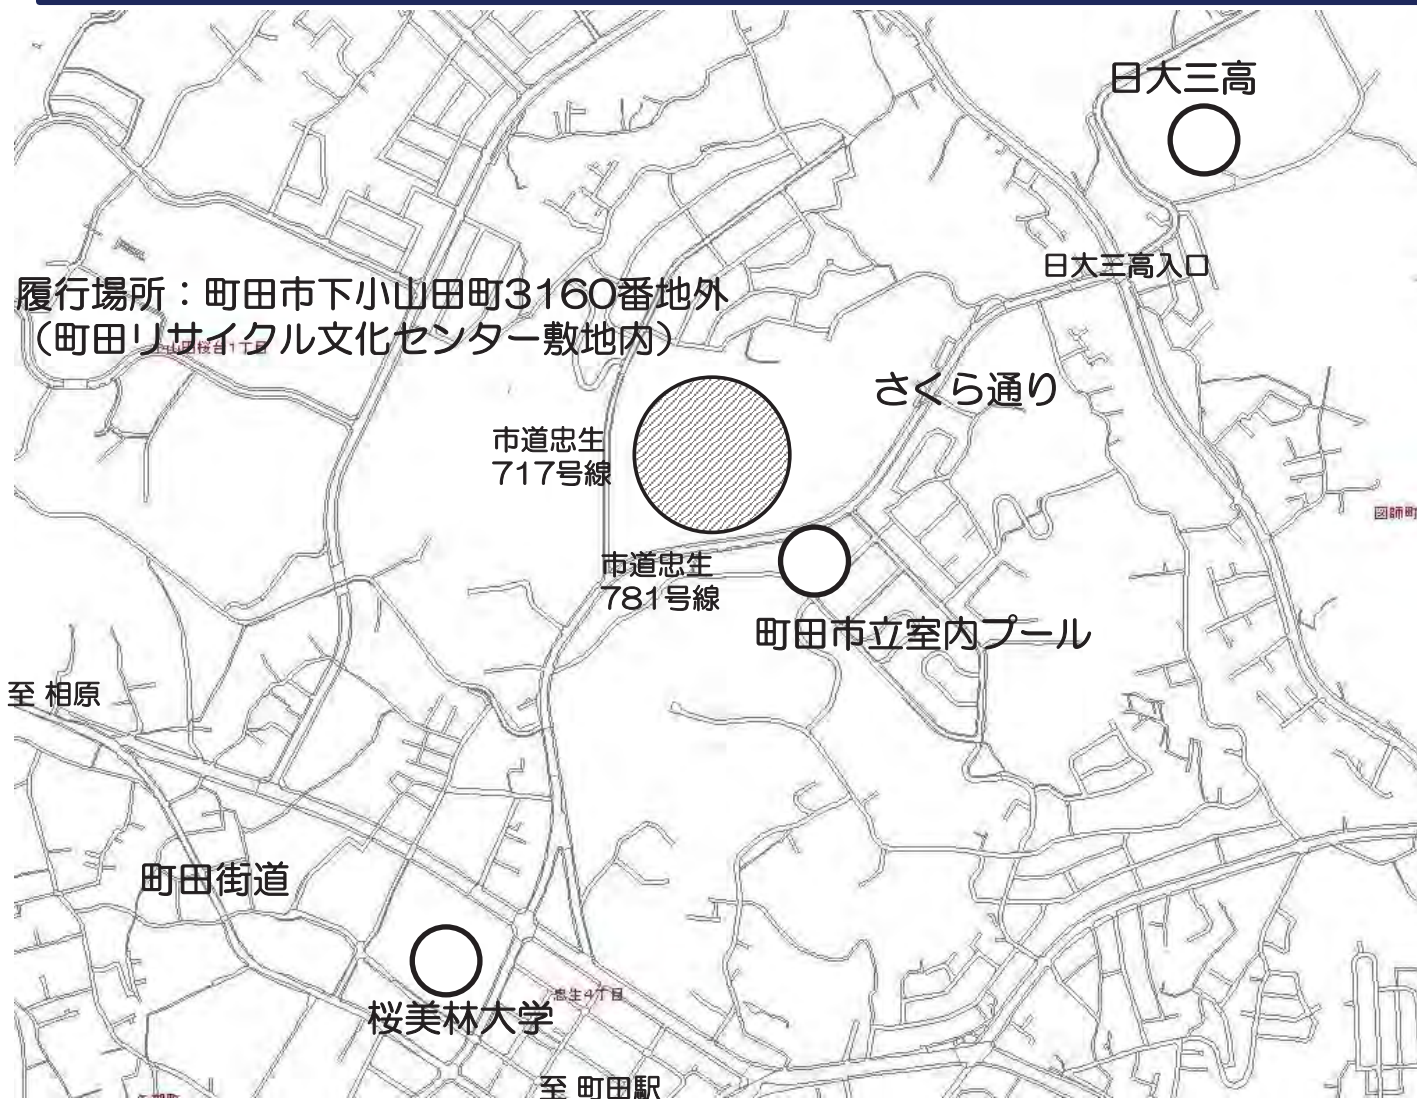 日大三高
日大三高入口
履行場所：町田市下小山田町3160番地外
（町田リサイクル文化センター敷地内）
さくら通り
市道忠生
717号線
図師町
市道忠生
781号線
町田市立室内プール
至 相原
町田街道
忠生4丁目
桜美林大学
至 町田駅